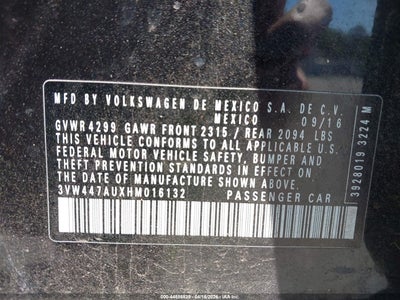 MFD BY VOLKSWAGEN DE MEXICO S.A. DE C.V.
MEXICO 09/16
GVWR 4299 GAWR FRONT 2315 / REAR 2094 LBS
THIS VEHICLE CONFORMS TO ALL APPLICABLE U.S.
FEDERAL MOTOR VEHICLE SAFETY, BUMPER AND
THEFT PREVENTION STANDARDS IN EFFECT ON
THE DATE OF MANUFACTURE SHOWN ABOVE.
3VW447AUXHM016132 PASSENGER CAR
3928019 3224 M